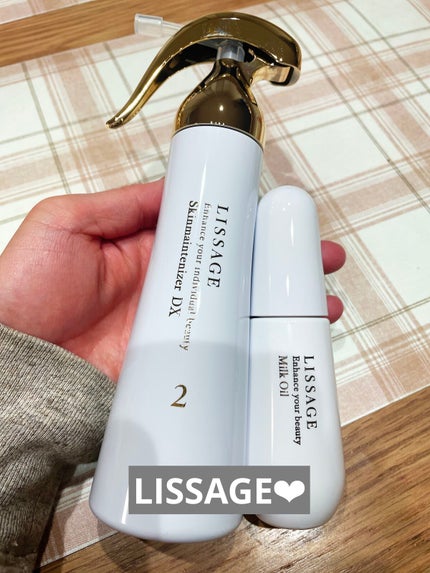 LISSAGE
Enhance your individual beauty
Skinmaintenizer DX
2
LISSAGE
Enhance your beauty
Milk Oil
LISSAGE❤